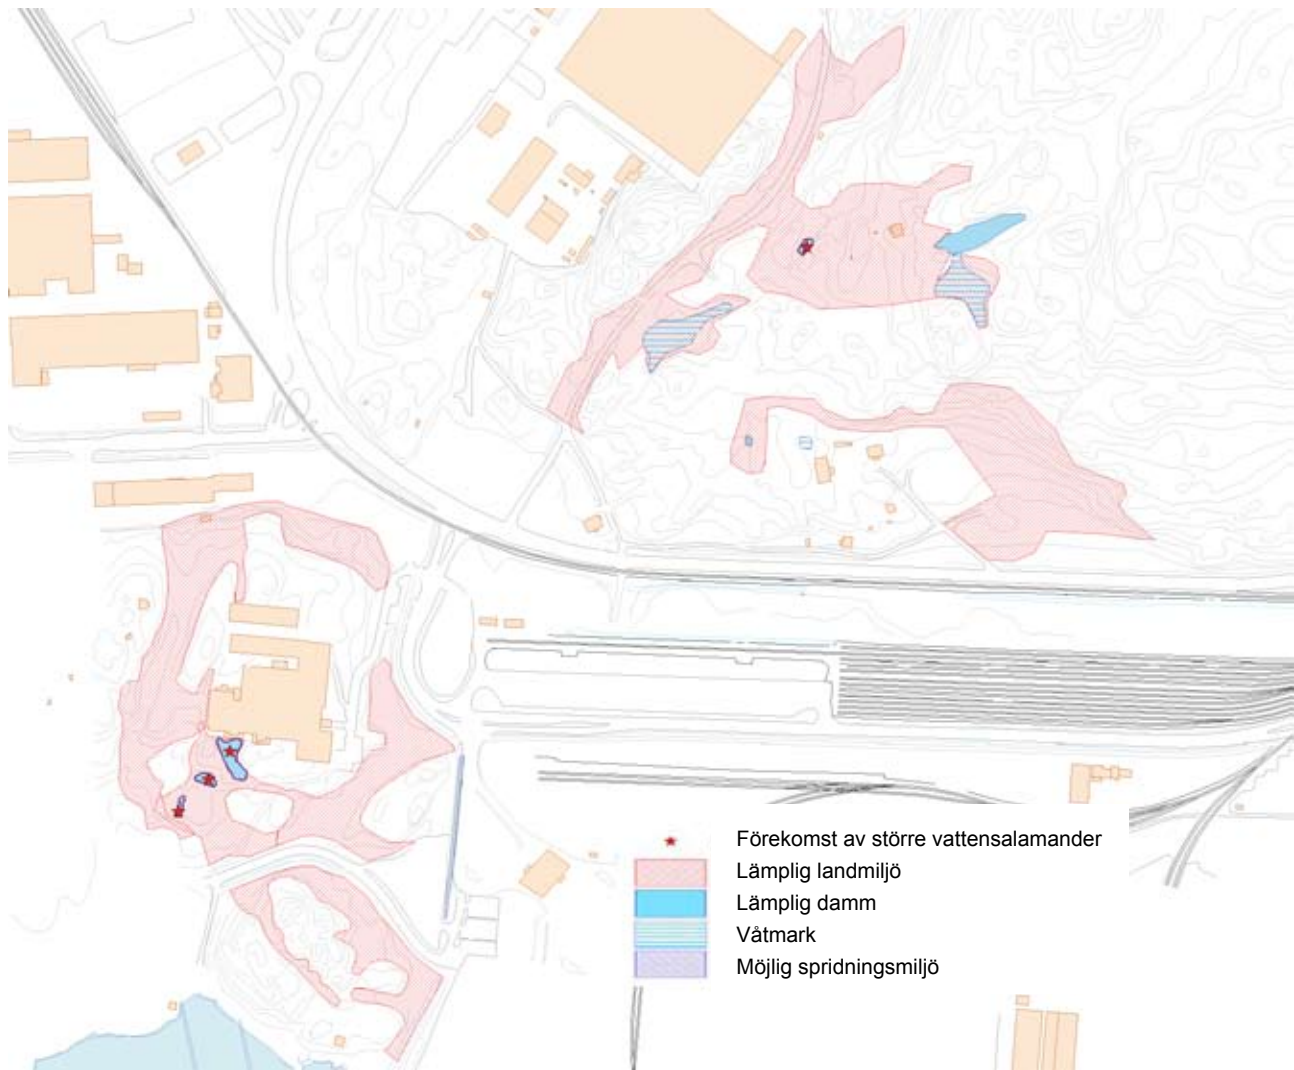 Förekomst av större vattensalamander
Lämplig landmiljö
Lämplig damm
Våtmark
Möjlig spridningsmiljö